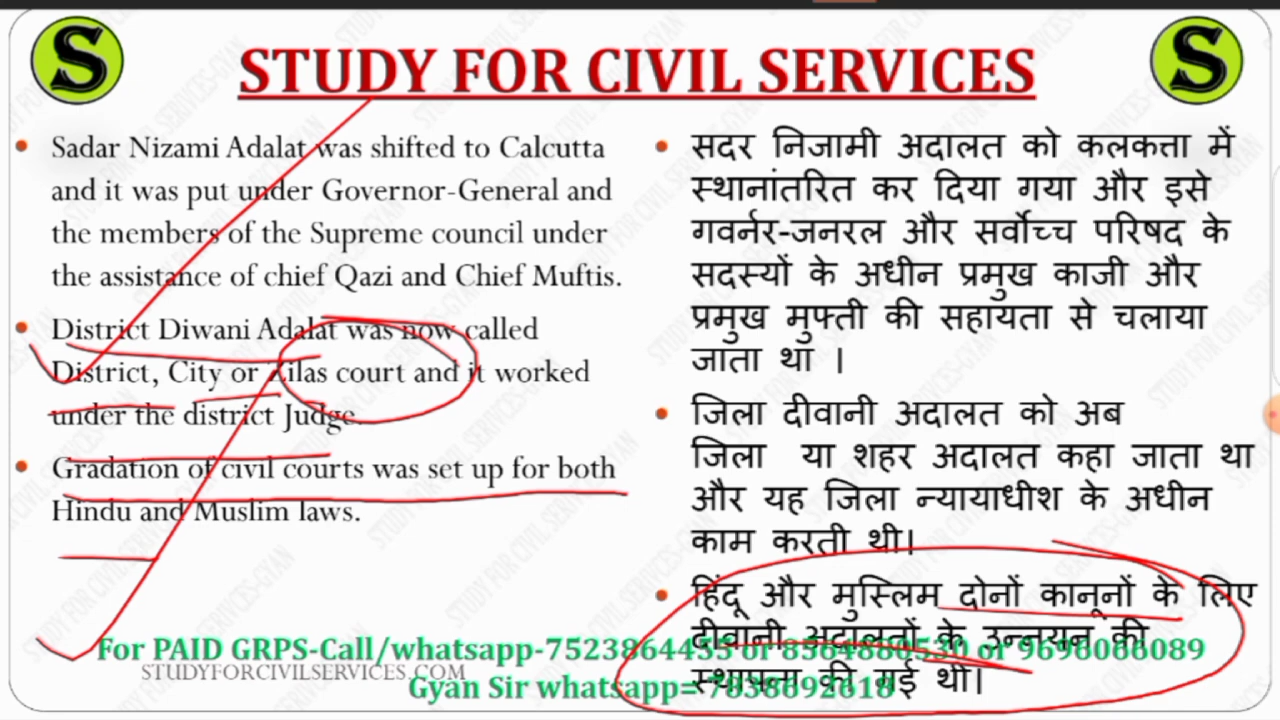 S
STUDY FOR CIVIL SERVICES
S
Sadar Nizami Adalat was shifted to Calcutta
and it was put under Governor-General and
the members of the Supreme council under
the assistance of chief Qazi and Chief Muftis.
District Diwani Adalat was now called
District, City or Zilas court and it worked
under the district Judge.
Gradation of civil courts was set up for both
Hindu and Muslim laws.
सदर निजामी अदालत को कलकत्ता में
स्थानांतरित कर दिया गया और इसे
गवर्नर-जनरल और सर्वोच्च परिषद के
सदस्यों के अधीन प्रमुख काजी और
प्रमुख मुफ्ती की सहायता से चलाया
जाता था ।
जिला दीवानी अदालत को अब
जिला या शहर अदालत कहा जाता था
और यह जिला न्यायाधीश के अधीन
काम करती थी।
हिंदू और मुस्लिम दोनों कानूनों के लिए
दीवानी अदालतों के उन्नयन की
स्थापना की गई थी।
For PAID GRPS-Call/whatsapp-7523864455 or 8564880530 or 9696066089
STUDYFORCIVILSERVICES.COM
Gyan Sir whatsapp=7838692618